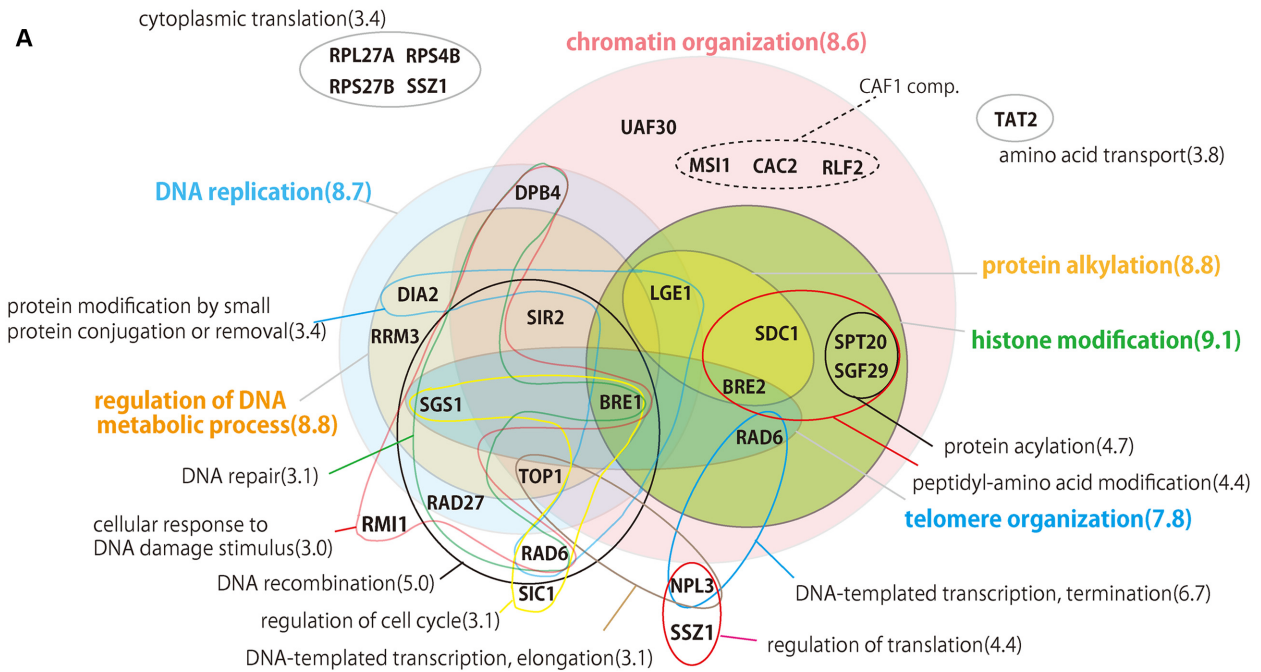 A
cytoplasmic translation(3.4)
RPL27A RPS4B
RPS27B SSZ1
chromatin organization(8.6)
CAF1 comp.
UAF30
MSI1 CAC2 RLF2
TAT2
amino acid transport(3.8)
DNA replication(8.7)
DPB4
protein alkylation(8.8)
protein modification by small
protein conjugation or removal(3.4)
DIA2
LGE1
SIR2
RRM3
SDC1
SPT20
SGF29
histone modification(9.1)
BRE2
regulation of DNA
metabolic process(8.8)
SGS1
BRE1
RAD6
protein acylation(4.7)
DNA repair(3.1)
TOP1
peptidyl-amino acid modification(4.4)
RAD27
telomere organization(7.8)
cellular response to
DNA damage stimulus(3.0)
RMI1
RAD6
DNA recombination(5.0)
SIC1
NPL3
DNA-templated transcription, termination(6.7)
regulation of cell cycle(3.1)
SSZ1
regulation of translation(4.4)
DNA-templated transcription, elongation(3.1)